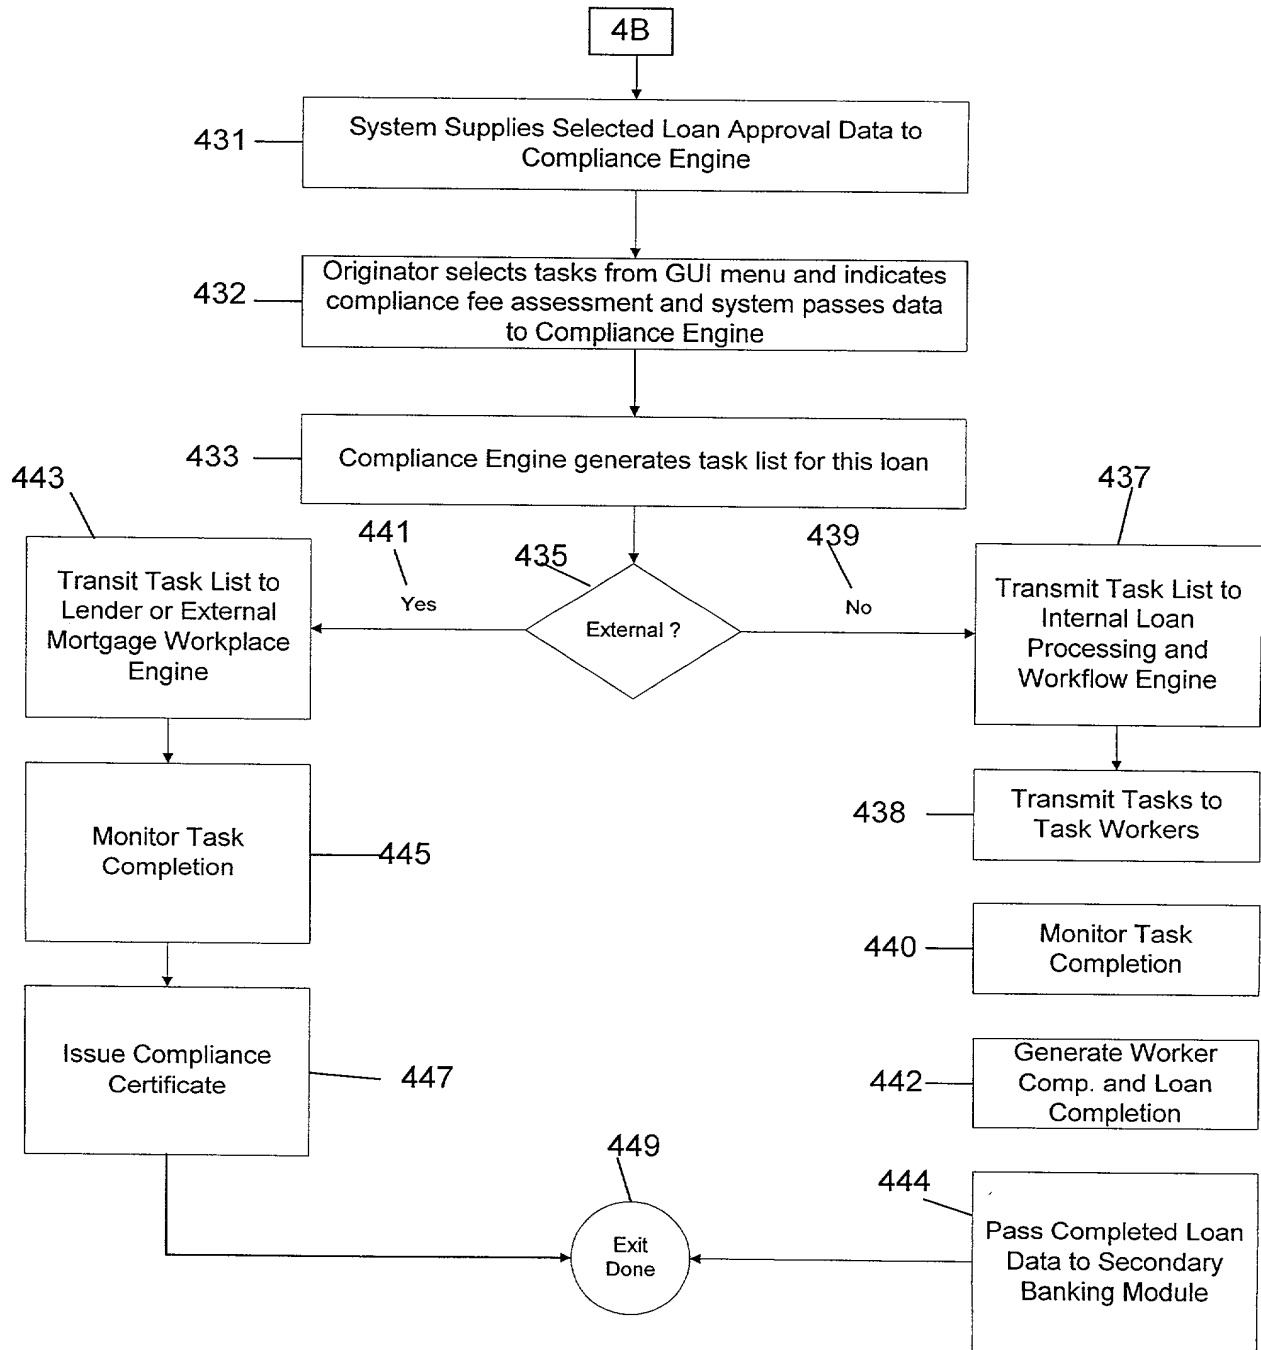 4B
431
System Supplies Selected Loan Approval Data to
Compliance Engine
432
Originator selects tasks from GUI menu and indicates
compliance fee assessment and system passes data
to Compliance Engine
433
Compliance Engine generates task list for this loan
443
441
435
439
437
Transit Task List to
Lender or External
Mortgage Workplace
Engine
Yes
External ?
No
Transmit Task List to
Internal Loan
Processing and
Workflow Engine
438
Transmit Tasks to
Task Workers
Monitor Task
Completion
445
440
Monitor Task
Completion
Issue Compliance
Certificate
447
442
Generate Worker
Comp. and Loan
Completion
449
Exit
Done
444
Pass Completed Loan
Data to Secondary
Banking Module